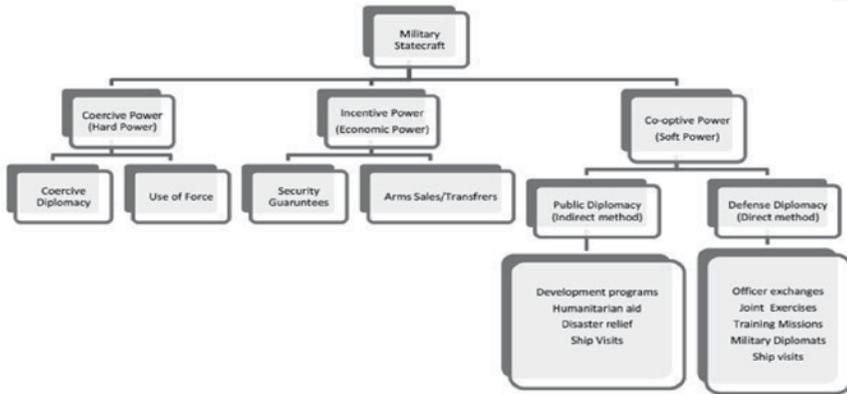 Military
Statecraft
Coercive Power
(Hard Power)
Incentive Power
(Economic Power)
Co-optive Power
(Soft Power)
Coercive
Diplomacy
Use of Force
Security
Guaruntees
Arms Sales/Transfrers
Public Diplomacy
(Indirect method)
Defense Diplomacy
(Direct method)
Development programs
Humanitarian aid
Disaster relief
Ship Visits
Officer exchanges
Joint Exercises
Training Missions
Military Diplomats
Ship visits